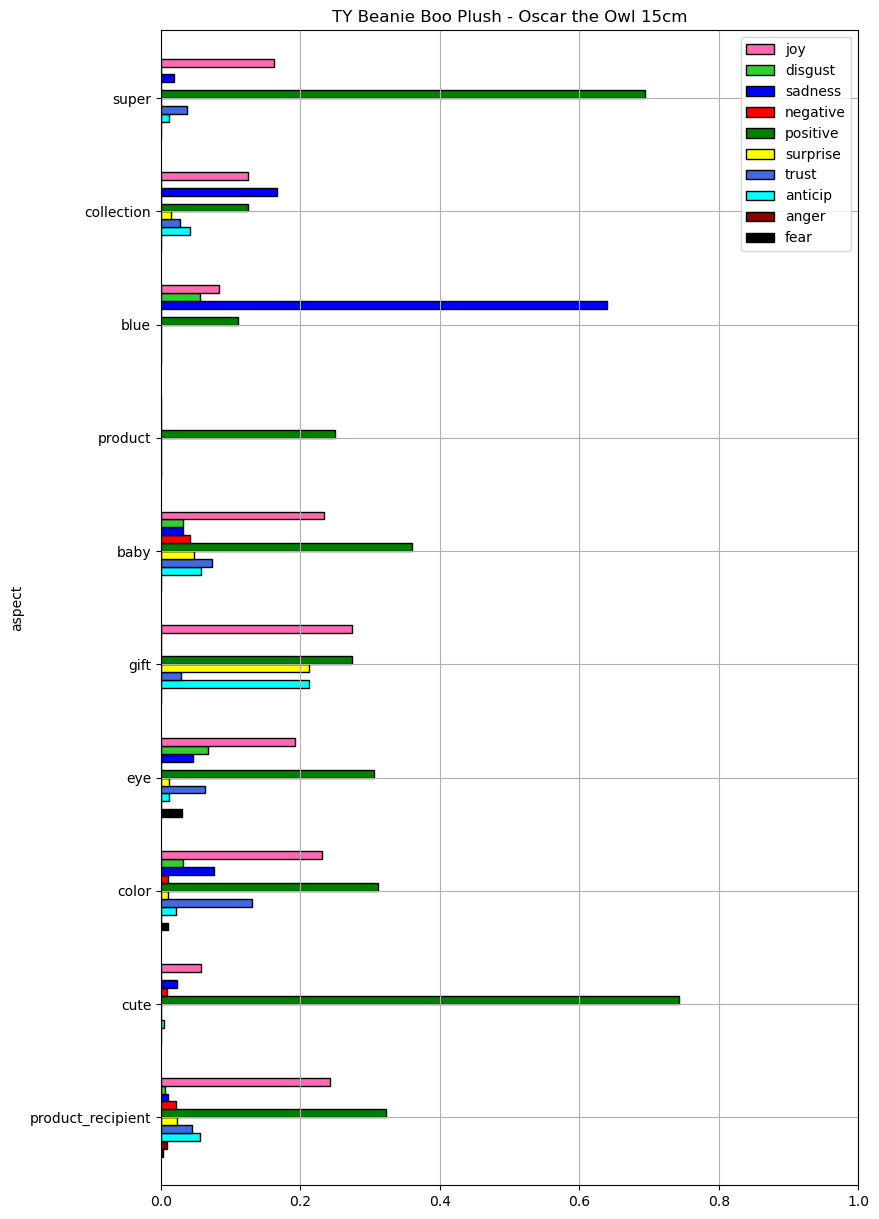 TY Beanie Boo Plush - Oscar the Owl 15cm
joy
disgust
sadness
negative
positive
surprise
trust
anticip
anger
fear
super
collection
blue
product
baby
aspect
gift
eye
color
cute
product_recipient
0.0 0.2 0.4 0.6 0.8 1.0